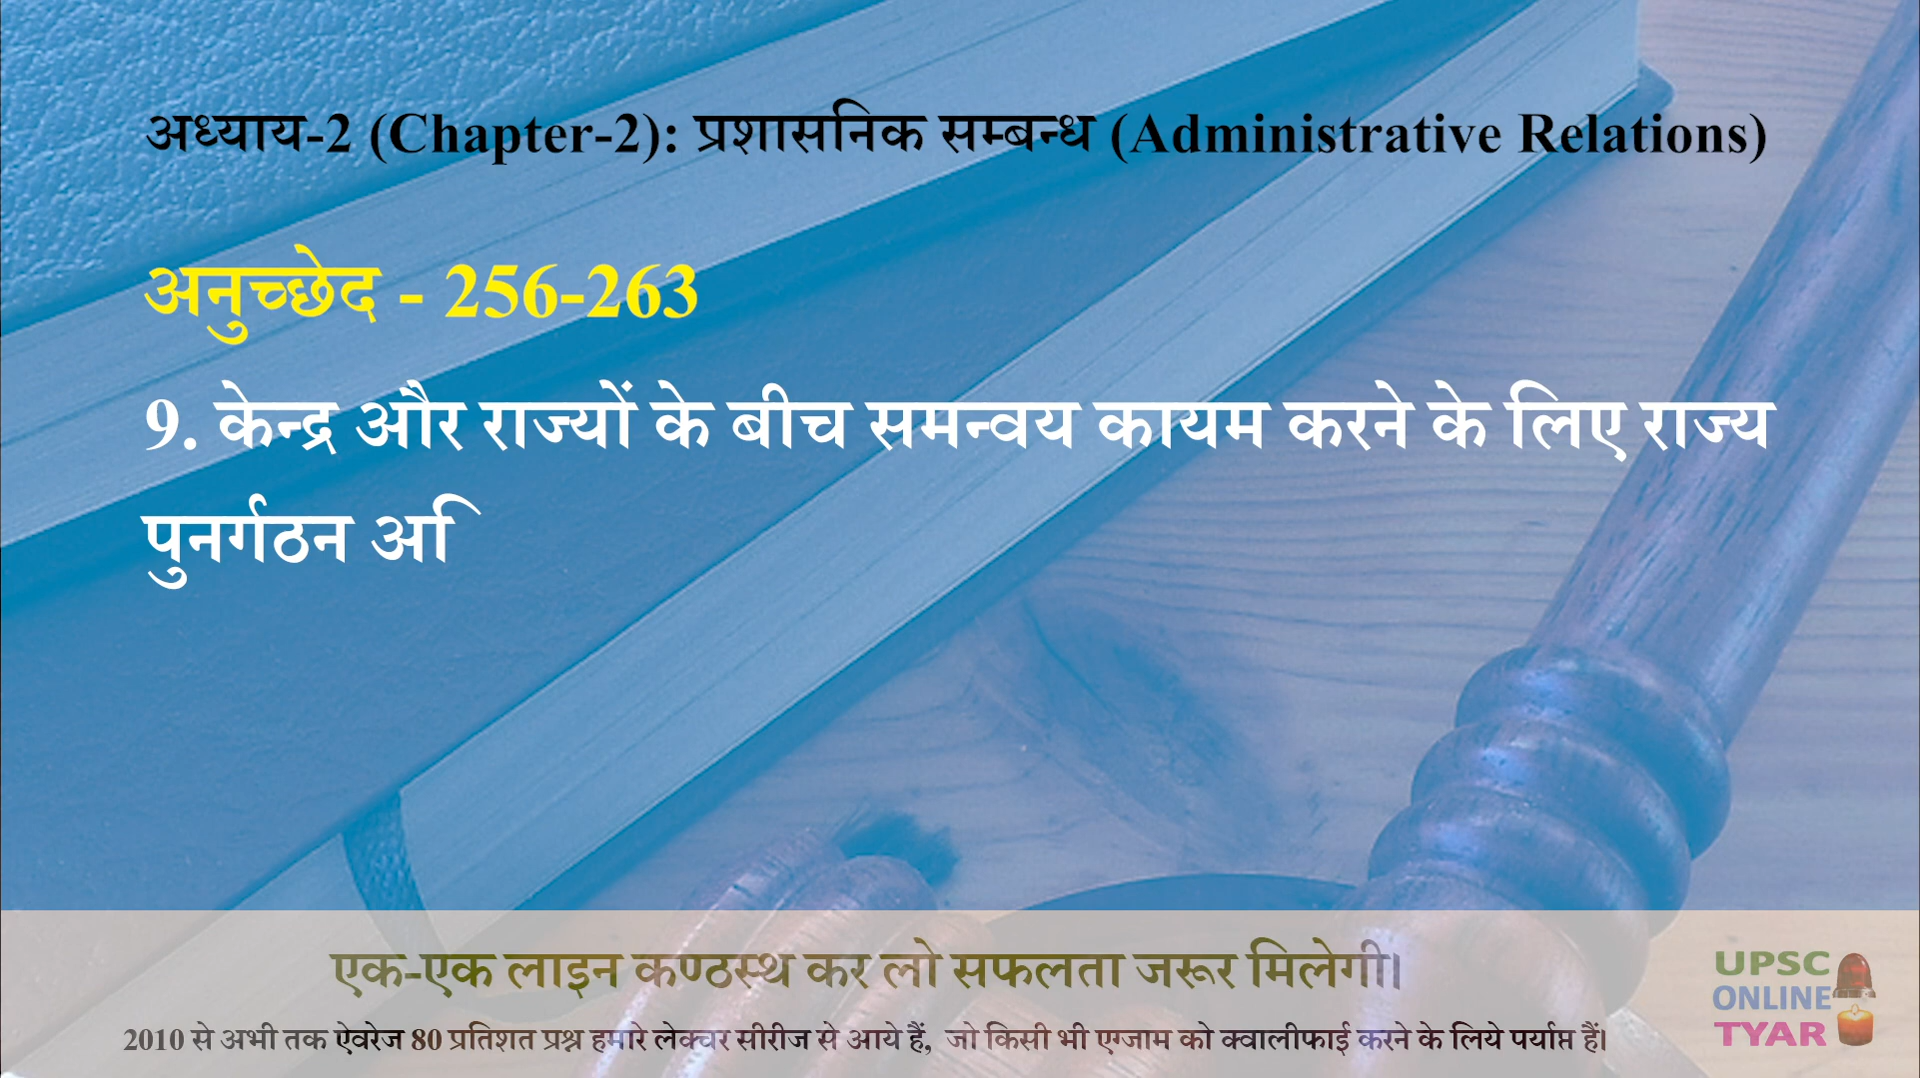 अध्याय-2 (Chapter-2): प्रशासनिक सम्बन्ध (Administrative Relations)
अनुच्छेद - 256-263
9. केन्द्र और राज्यों के बीच समन्वय कायम करने के लिए राज्य
पुनर्गठन अि
एक-एक लाइन कण्ठस्थ कर लो सफलता जरूर मिलेगी।
2010 से अभी तक ऐवरेज 80 प्रतिशत प्रश्न हमारे लेक्चर सीरीज से आये हैं, जो किसी भी एग्जाम को क्वालीफाई करने के लिये पर्याप्त हैं।
UPSC
ONLINE
TYAR